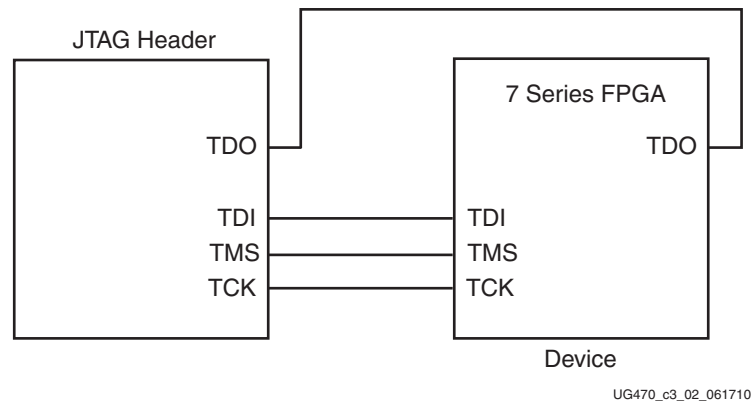 JTAG Header
TDO
TDI
TMS
TCK
7 Series FPGA
TDO
TDI
TMS
TCK
Device
UG470_c3_02_061710